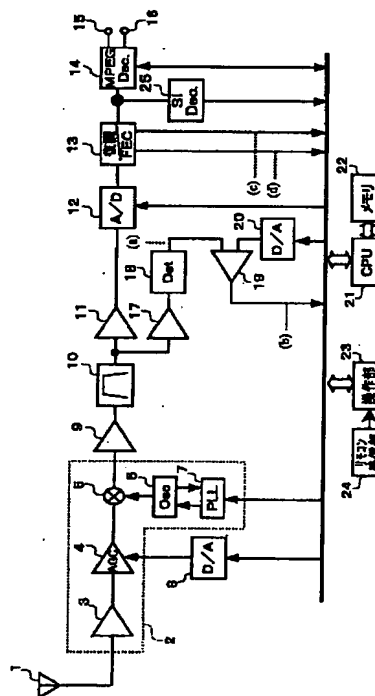 1
3
4
AGC
6
9
10
11
12
A/D
13
復調
FEC
14
MPEG
Dec.
15
16
2
5
Osc
7
PLL
8
D/A
17
18
Det
(a)
19
(b)
20
D/A
(c)
(d)
25
SI
Dec.
24
リモコン
操作部
23
操作部
21
CPU
22
メモリ